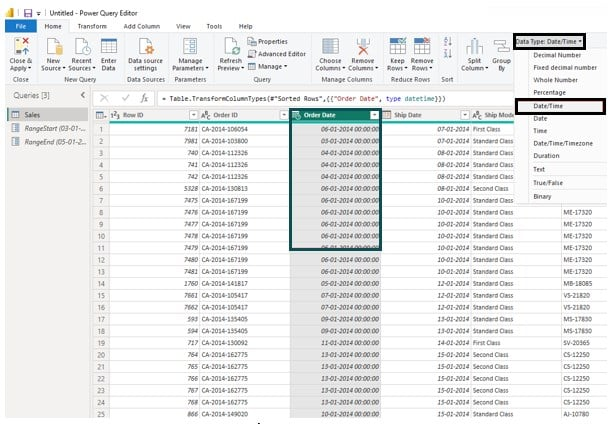 Untitled - Power Query Editor
File Home Transform Add Column View Tools Help
Close & Apply New Source Recent Sources Enter Data Data source settings Manage Parameters Refresh Preview Properties Advanced Editor Manage Choose Columns Remove Columns Keep Rows Remove Rows Split Column Group By Data Type: Date/Time
Close New Query Data Sources Parameters Query Manage Columns Reduce Rows Sort
Decimal Number
Fixed decimal number
Whole Number
Percentage
Date/Time
Date
Time
Date/Time/Timezone
Duration
Text
True/False
Binary
Queries [3]
Sales
RangeStart (03-01-...
RangeEnd (05-01-2...
= Table.TransformColumnTypes(#"Sorted Rows",{{"Order Date", type datetime}})
Row ID Order ID Order Date Ship Date Ship Mode
1 7181 CA-2014-106054 06-01-2014 00:00:00 07-01-2014 First Class
2 7981 CA-2014-103800 03-01-2014 00:00:00 07-01-2014 Standard Class
3 740 CA-2014-112326 04-01-2014 00:00:00 08-01-2014 Standard Class
4 741 CA-2014-112326 04-01-2014 00:00:00 08-01-2014 Standard Class
5 742 CA-2014-112326 04-01-2014 00:00:00 08-01-2014 Standard Class
6 5328 CA-2014-130813 06-01-2014 00:00:00 08-01-2014 Second Class
7 7475 CA-2014-167199 06-01-2014 00:00:00 10-01-2014 Standard Class
8 CA-2014-167199 06-01-2014 00:00:00 10-01-2014 Standard Class ME-17320
9 7477 CA-2014-167199 06-01-2014 00:00:00 10-01-2014 Standard Class ME-17320
10 7478 CA-2014-167199 06-01-2014 00:00:00 10-01-2014 Standard Class ME-17320
11 7479 CA-2014-167199 06-01-2014 00:00:00 10-01-2014 Standard Class ME-17320
12 7480 CA-2014-167199 06-01-2014 00:00:00 10-01-2014 Standard Class ME-17320
13 7481 CA-2014-167199 06-01-2014 00:00:00 10-01-2014 Standard Class ME-17320
14 1760 CA-2014-141817 05-01-2014 00:00:00 12-01-2014 Standard Class MB-18085
15 7661 CA-2014-105417 07-01-2014 00:00:00 12-01-2014 Standard Class VS-21820
16 7662 CA-2014-105417 07-01-2014 00:00:00 12-01-2014 Standard Class VS-21820
17 593 CA-2014-135405 09-01-2014 00:00:00 13-01-2014 Standard Class MS-17830
18 594 CA-2014-135405 09-01-2014 00:00:00 13-01-2014 Standard Class MS-17830
19 717 CA-2014-130092 11-01-2014 00:00:00 14-01-2014 First Class SV-20365
20 764 CA-2014-162775 13-01-2014 00:00:00 15-01-2014 Second Class CS-12250
21 765 CA-2014-162775 13-01-2014 00:00:00 15-01-2014 Second Class CS-12250
22 766 CA-2014-162775 13-01-2014 00:00:00 15-01-2014 Second Class CS-12250
23 767 CA-2014-162775 13-01-2014 00:00:00 15-01-2014 Second Class CS-12250
24 768 CA-2014-162775 13-01-2014 00:00:00 15-01-2014 Second Class CS-12250
25 866 CA-2014-149020 10-01-2014 00:00:00 15-01-2014 Standard Class AJ-10780